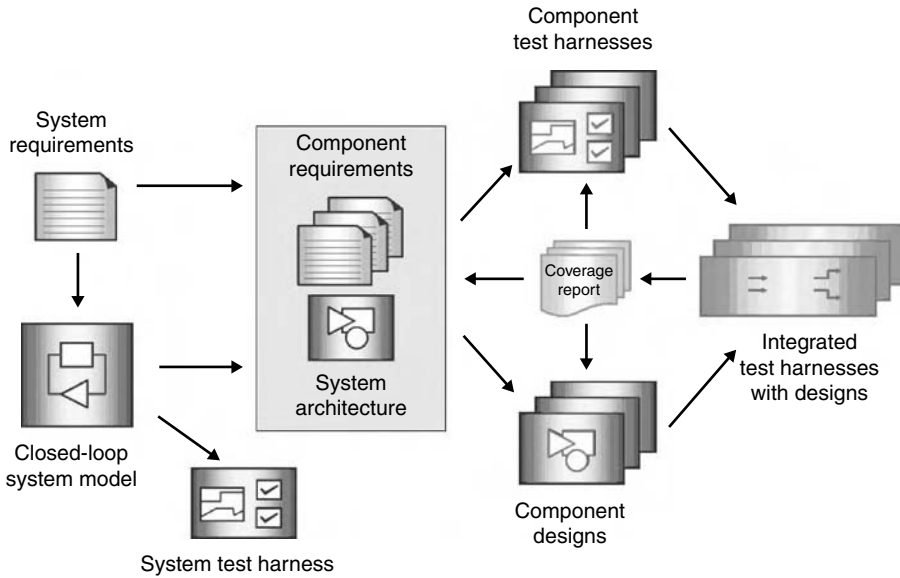 Component
test harnesses
System
requirements
Component
requirements
Coverage
report
System
architecture
Integrated
test harnesses
with designs
Closed-loop
system model
Component
designs
System test harness